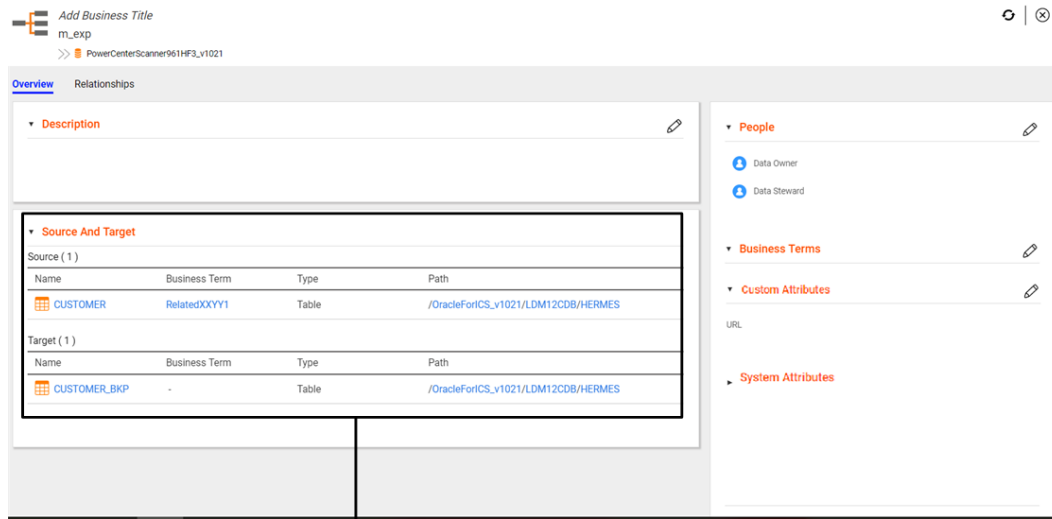 Add Business Title
m_exp
PowerCenterScanner961HF3_v1021
Overview Relationships
Description
Source And Target
Source ( 1 )
Name Business Term Type Path
CUSTOMER RelatedXXYY1 Table /OracleForICS_v1021/LDM12CDB/HERMES
Target ( 1 )
Name Business Term Type Path
CUSTOMER_BKP - Table /OracleForICS_v1021/LDM12CDB/HERMES
People
Data Owner
Data Steward
Business Terms
Custom Attributes
URL
System Attributes